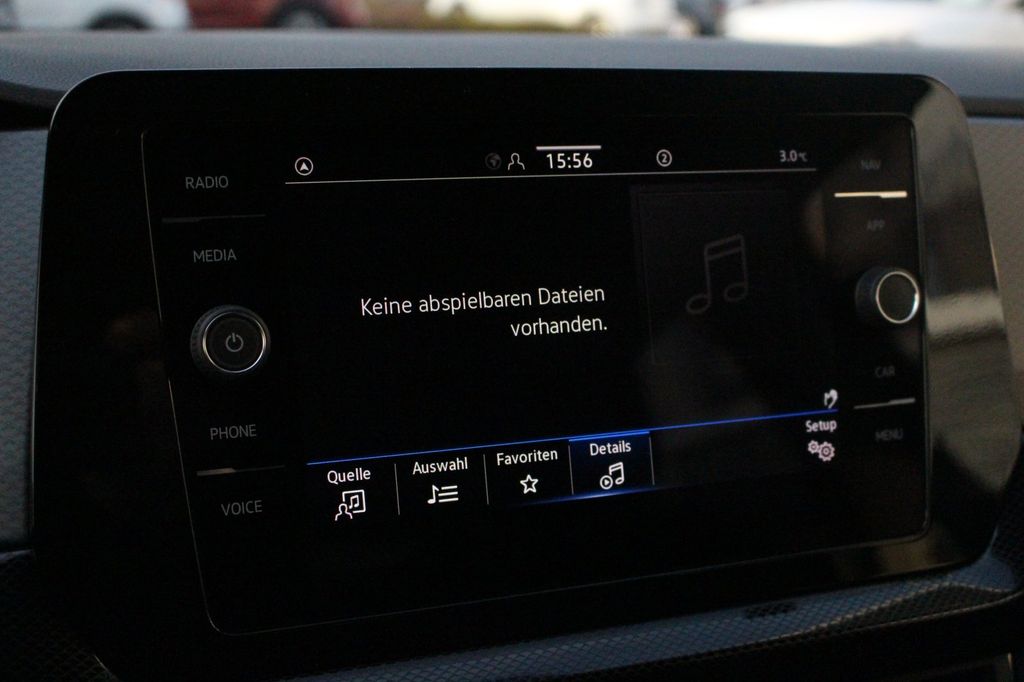 RADIO
MEDIA
PHONE
VOICE
15:56
2
3.0°C
Keine abspielbaren Dateien
vorhanden.
Quelle
Auswahl
Favoriten
Details
Setup
NAV
APP
CAR
MENU